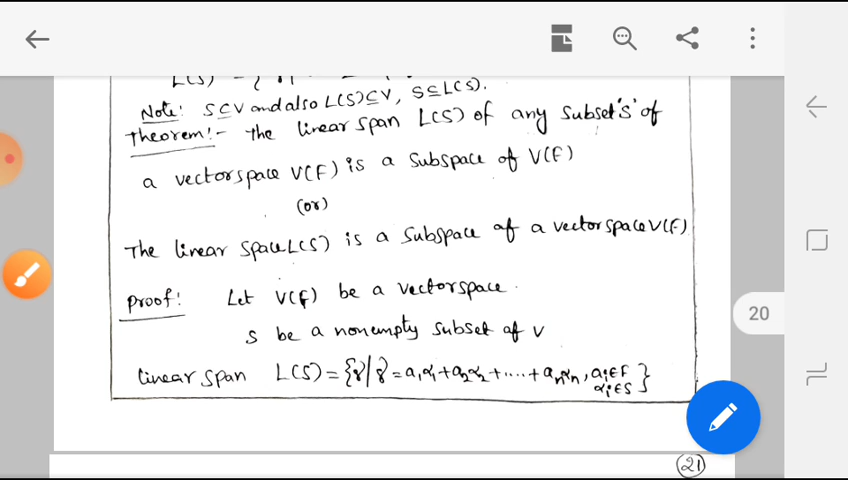 L(S) = {γ|
Note: S⊆V and also L(S)⊆V, S⊆L(S).
Theorem:- The linear span L(S) of any subset 'S' of
a vectorspace V(F) is a subspace of V(F)
(or)
The linear space L(S) is a subspace of a vectorspace V(F)
Proof: Let V(F) be a vectorspace.
S be a nonempty subset of V
Linear span L(S) = {γ/γ = a₁α₁+a₂α₂+....+aₙαₙ, aᵢ∈F αᵢ∈S}
20
21